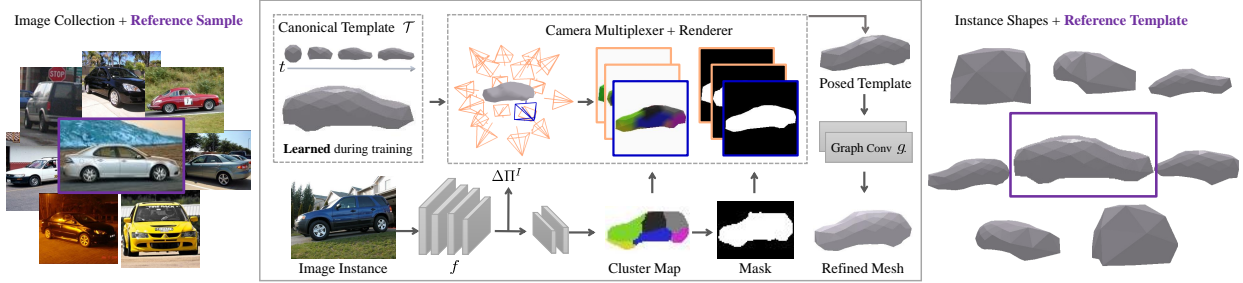 Image Collection + Reference Sample
STOP
Canonical Template 𝒯
t
Learned during training
Camera Multiplexer + Renderer
Posed Template
Graph Conv 𝒢.
Image Instance
f
ΔΠ^I
Cluster Map
Mask
Refined Mesh
Instance Shapes + Reference Template